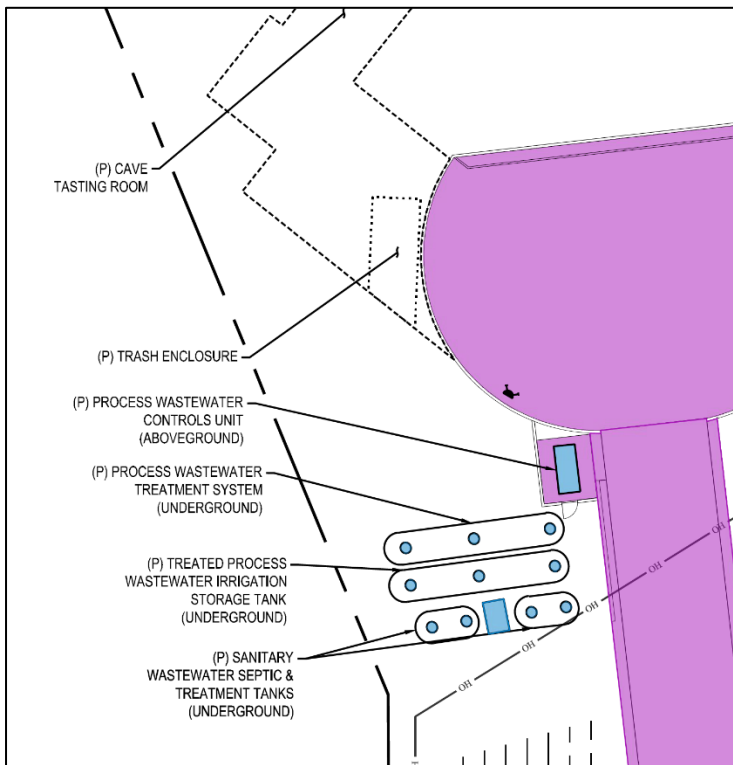 (P) CAVE
TASTING ROOM
(P) TRASH ENCLOSURE
(P) PROCESS WASTEWATER
CONTROLS UNIT
(ABOVEGROUND)
(P) PROCESS WASTEWATER
TREATMENT SYSTEM
(UNDERGROUND)
(P) TREATED PROCESS
WASTEWATER IRRIGATION
STORAGE TANK
(UNDERGROUND)
(P) SANITARY
WASTEWATER SEPTIC &
TREATMENT TANKS
(UNDERGROUND)
OH
OH
OH
OH
OH